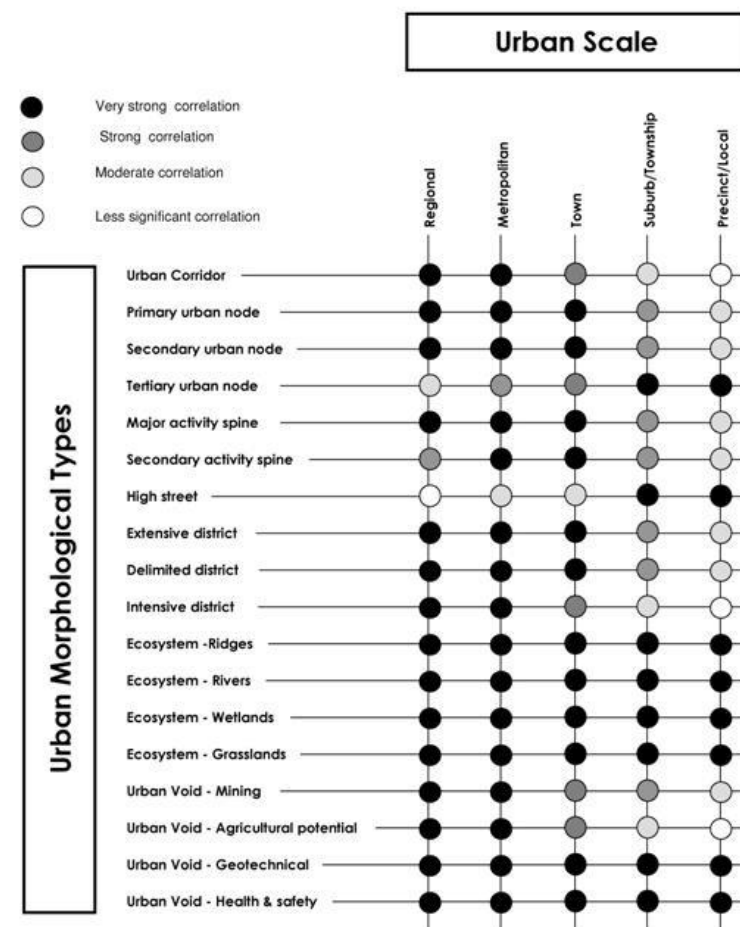 Urban Scale
Very strong correlation
Strong correlation
Moderate correlation
Less significant correlation
Regional
Metropolitan
Town
Suburb/Township
Precinct/Local
Urban Morphological Types
Urban Corridor
Primary urban node
Secondary urban node
Tertiary urban node
Major activity spine
Secondary activity spine
High street
Extensive district
Delimited district
Intensive district
Ecosystem -Ridges
Ecosystem - Rivers
Ecosystem - Wetlands
Ecosystem - Grasslands
Urban Void - Mining
Urban Void - Agricultural potential
Urban Void - Geotechnical
Urban Void - Health & safety